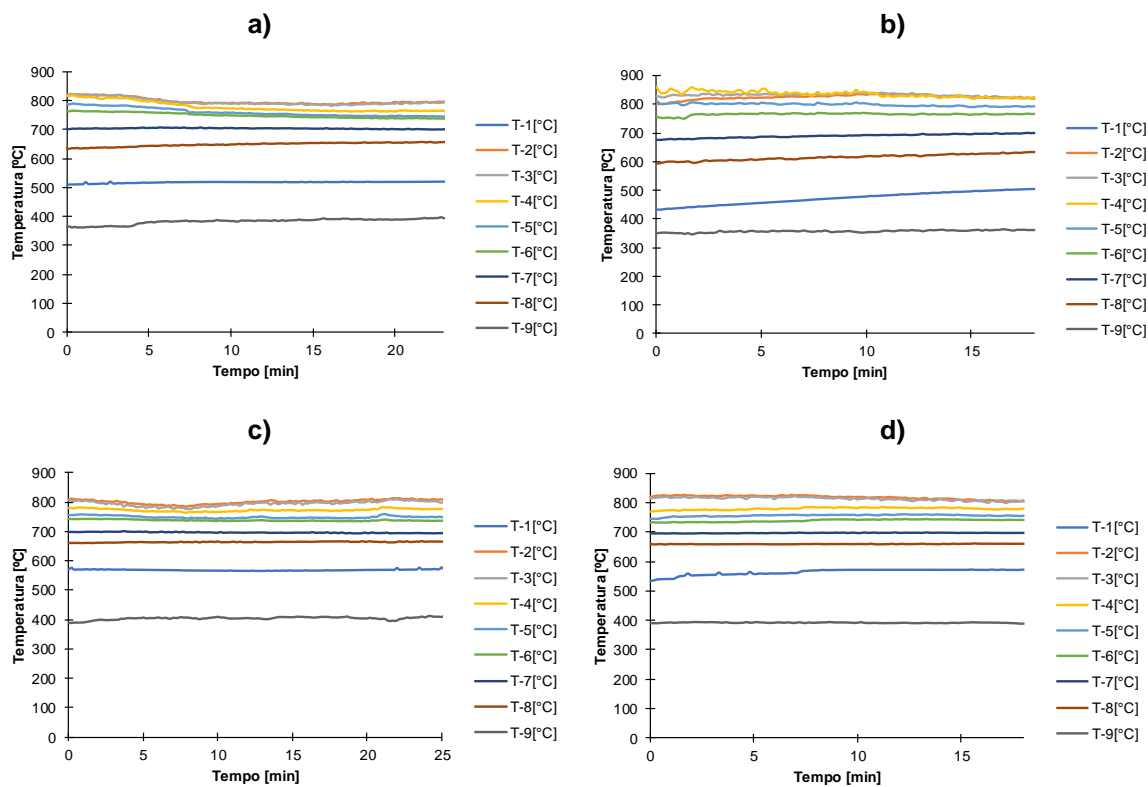 a)
900
800
700
600
500
400
300
200
100
0
Temperatura [ºC]
0 5 10 15 20
Tempo [min]
T-1[°C]
T-2[°C]
T-3[°C]
T-4[°C]
T-5[°C]
T-6[°C]
T-7[°C]
T-8[°C]
T-9[°C]
b)
900
800
700
600
500
400
300
200
100
0
Temperatura [ºC]
0 5 10 15
Tempo [min]
T-1[°C]
T-2[°C]
T-3[°C]
T-4[°C]
T-5[°C]
T-6[°C]
T-7[°C]
T-8[°C]
T-9[°C]
c)
900
800
700
600
500
400
300
200
100
0
Temperatura [ºC]
0 5 10 15 20 25
Tempo [min]
T-1[°C]
T-2[°C]
T-3[°C]
T-4[°C]
T-5[°C]
T-6[°C]
T-7[°C]
T-8[°C]
T-9[°C]
d)
900
800
700
600
500
400
300
200
100
0
Temperatura [ºC]
0 5 10 15
Tempo [min]
T-1[°C]
T-2[°C]
T-3[°C]
T-4[°C]
T-5[°C]
T-6[°C]
T-7[°C]
T-8[°C]
T-9[°C]